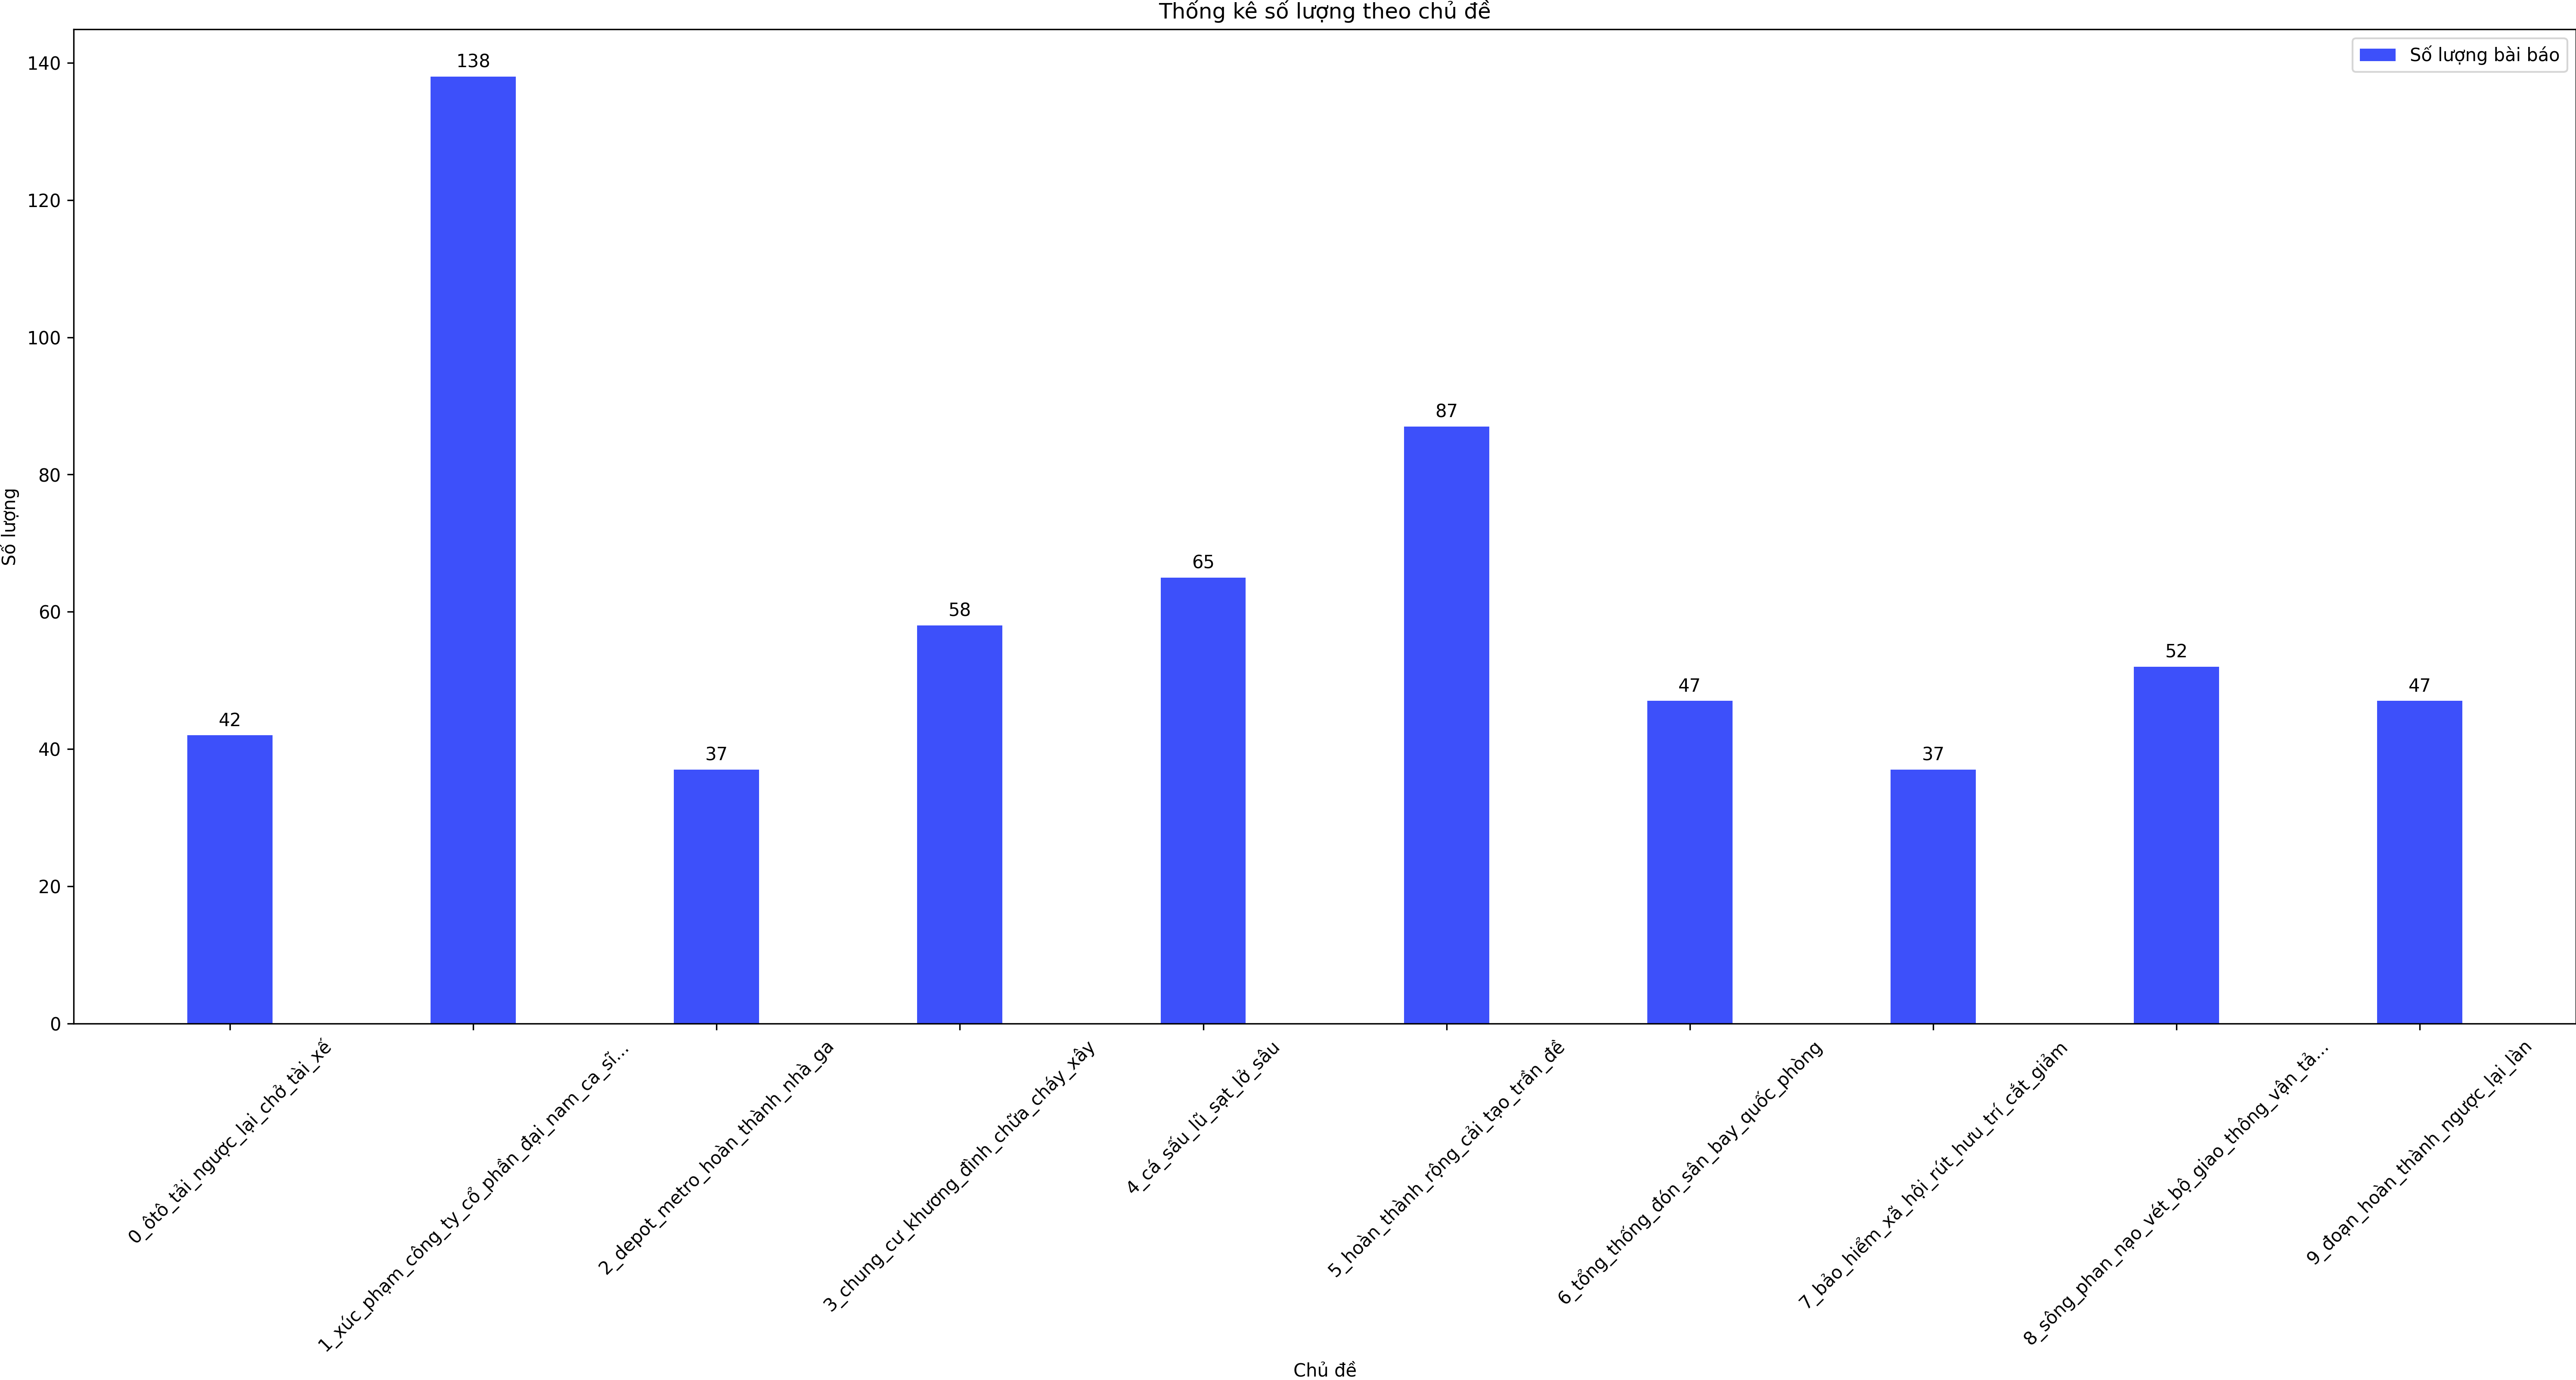 Thống kê số lượng theo chủ đề
Số lượng bài báo
Số lượng
140
120
100
80
60
40
20
0
42
138
37
58
65
87
47
37
52
47
0_ôtô_tải_ngược_lại_chở_tài_xế
1_xúc_phạm_công_ty_cổ_phần_đại_nam_ca_sĩ...
2_depot_metro_hoàn_thành_nhà_ga
3_chung_cư_khương_đình_chữa_cháy_xây
4_cá_sấu_lũ_sạt_lở_sâu
5_hoàn_thành_rộng_cải_tạo_trần_đề
6_tổng_thống_đón_sân_bay_quốc_phòng
7_bảo_hiểm_xã_hội_rút_hưu_trí_cắt_giảm
8_sông_phan_nạo_vét_bộ_giao_thông_vận_tả...
9_đoạn_hoàn_thành_ngược_lại_làn
Chủ đề